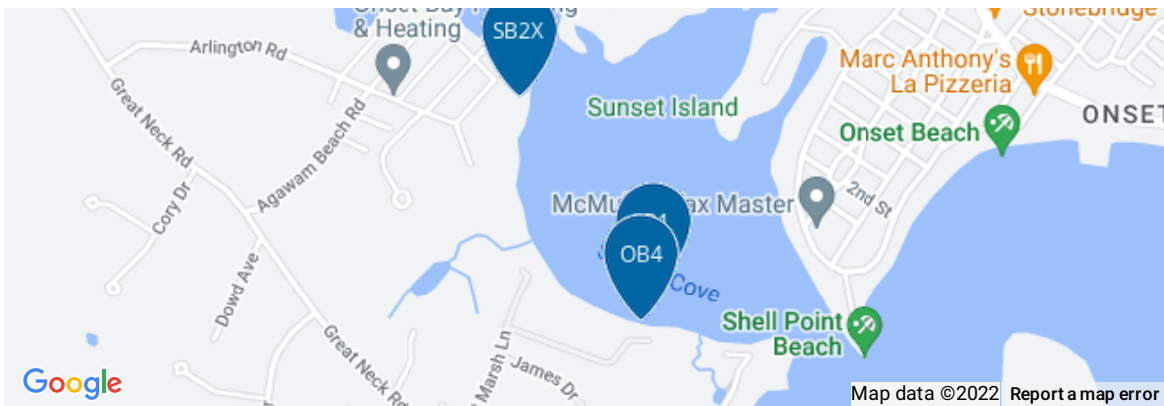 SB2X
& Heating
Arlington Rd
Stonebridge
Marc Anthony's
La Pizzeria
Sunset Island
ONSET
Onset Beach
Great Neck Rd
Agawam Beach Rd
Cory Dr
2nd St
Master
OB4
Cove
Dowd Ave
Shell Point
Beach
Great Neck Rd
Marsh Ln
James Dr
Google
Map data ©2022
Report a map error